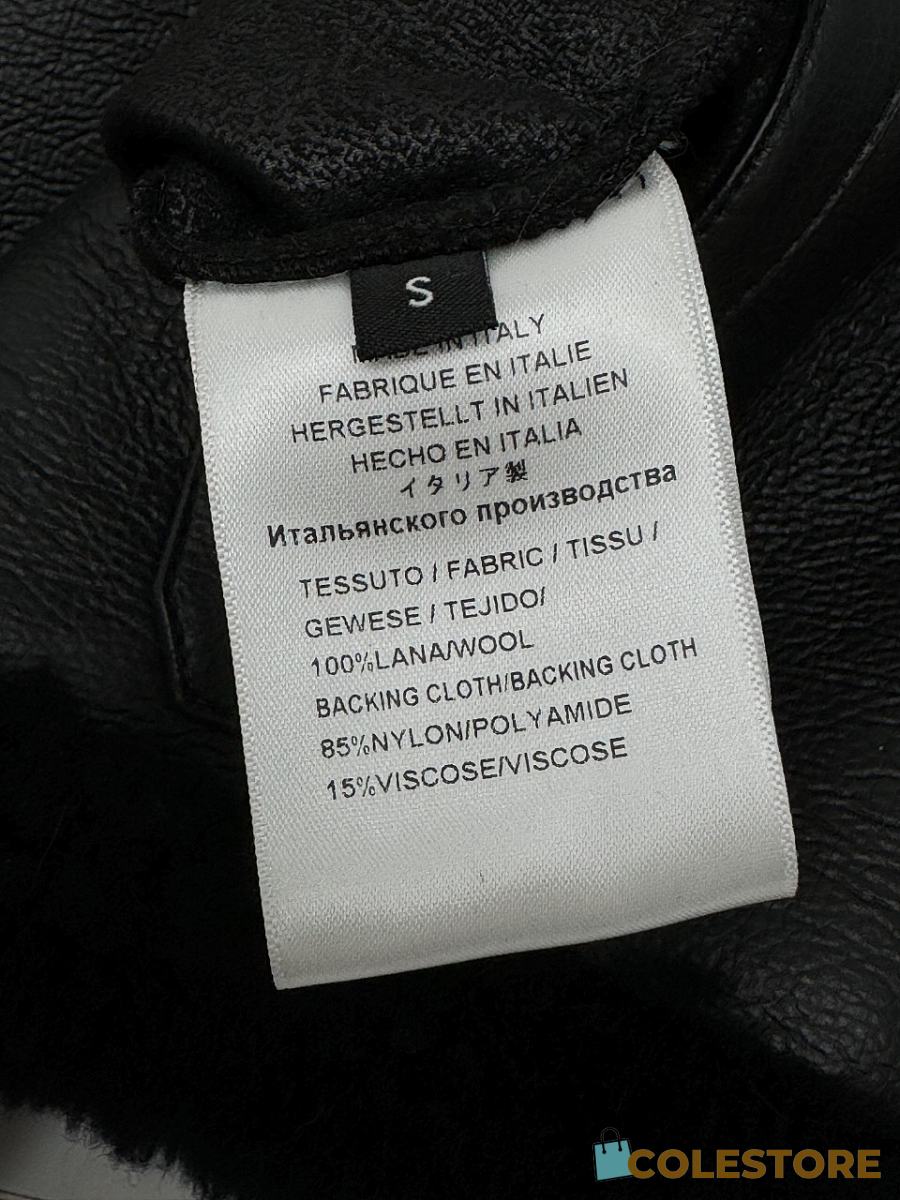 S
MADE IN ITALY
FABRIQUE EN ITALIE
HERGESTELLT IN ITALIEN
HECHO EN ITALIA
イタリア製
Итальянского производства
TESSUTO / FABRIC / TISSU /
GEWESE / TEJIDO/
100%LANA/WOOL
BACKING CLOTH/BACKING CLOTH
85%NYLON/POLYAMIDE
15%VISCOSE/VISCOSE
COLESTORE